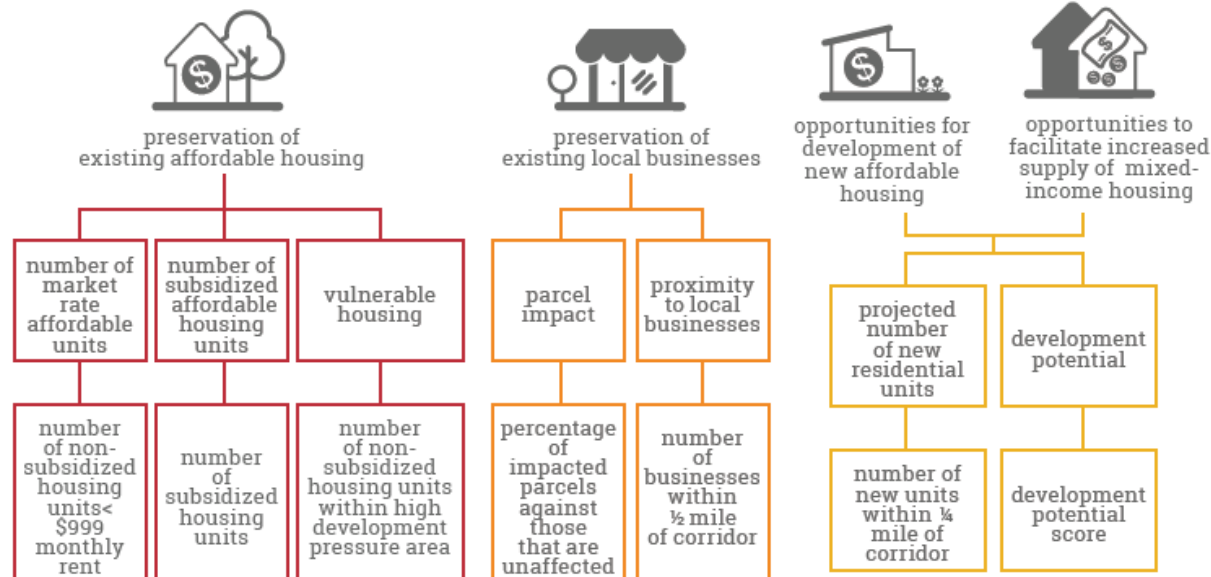 preservation of
existing affordable housing
number of
market
rate
affordable
units
number of
subsidized
affordable
housing
units
vulnerable
housing
number
of non-
subsidized
housing
units<
$999
monthly
rent
number
of
subsidized
housing
units
number
of non-
subsidized
housing units
within high
development
pressure area
preservation of
existing local businesses
parcel
impact
proximity
to local
businesses
percentage
of
impacted
parcels
against
those
that are
unaffected
number
of
businesses
within
½ mile
of corridor
opportunities for
development of
new affordable
housing
opportunities to
facilitate increased
supply of mixed-
income housing
projected
number
of new
residential
units
development
potential
number of
new units
within ¼
mile of
corridor
development
potential
score